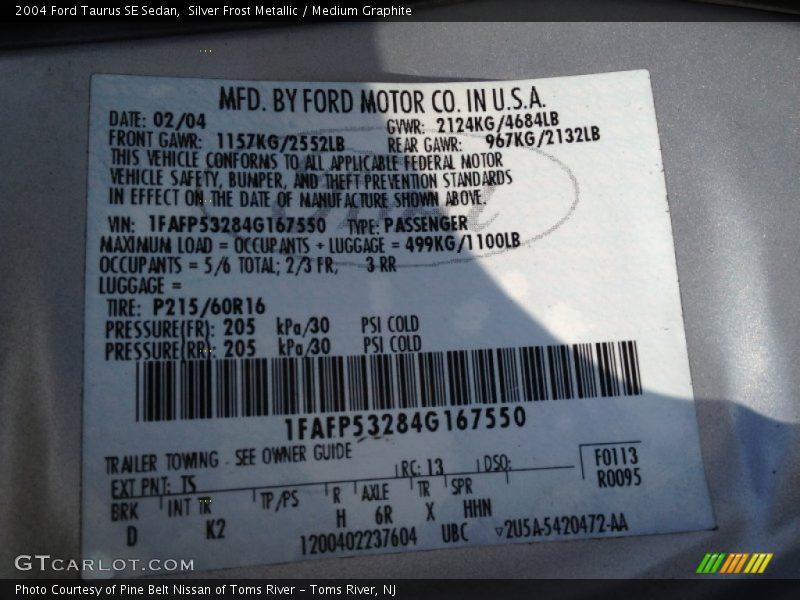 2004 Ford Taurus SE Sedan,  Silver Frost Metallic / Medium Graphite
MFD. BY FORD MOTOR CO. IN U.S.A.
DATE: 02/04 GVWR: 2124KG/4684LB
FRONT GAWR: 1157KG/2552LB REAR GAWR: 967KG/2132LB
THIS VEHICLE CONFORMS TO ALL APPLICABLE FEDERAL MOTOR
VEHICLE SAFETY, BUMPER, AND THEFT PREVENTION STANDARDS
IN EFFECT ON THE DATE OF MANUFACTURE SHOWN ABOVE.
VIN: 1FAFP53284G167550 TYPE: PASSENGER
MAXIMUM LOAD = OCCUPANTS + LUGGAGE = 499KG/1100LB
OCCUPANTS = 5/6 TOTAL; 2/3 FR, 3 RR
LUGGAGE =
TIRE: P215/60R16
PRESSURE(FR): 205 kPa/30 PSI COLD
PRESSURE(RR): 205 kPa/30 PSI COLD
1FAFP53284G167550
TRAILER TOWING - SEE OWNER GUIDE
EXT PNT: TS RC: 13 DSO: F0113
R0095
BRK INT TR TP/PS R AXLE TR SPR
D K2 H 6R X HHN
1200402237604 UBC ▽2U5A-5420472-AA
GTCARLOT.COM
Photo Courtesy of Pine Belt Nissan of Toms River – Toms River, NJ